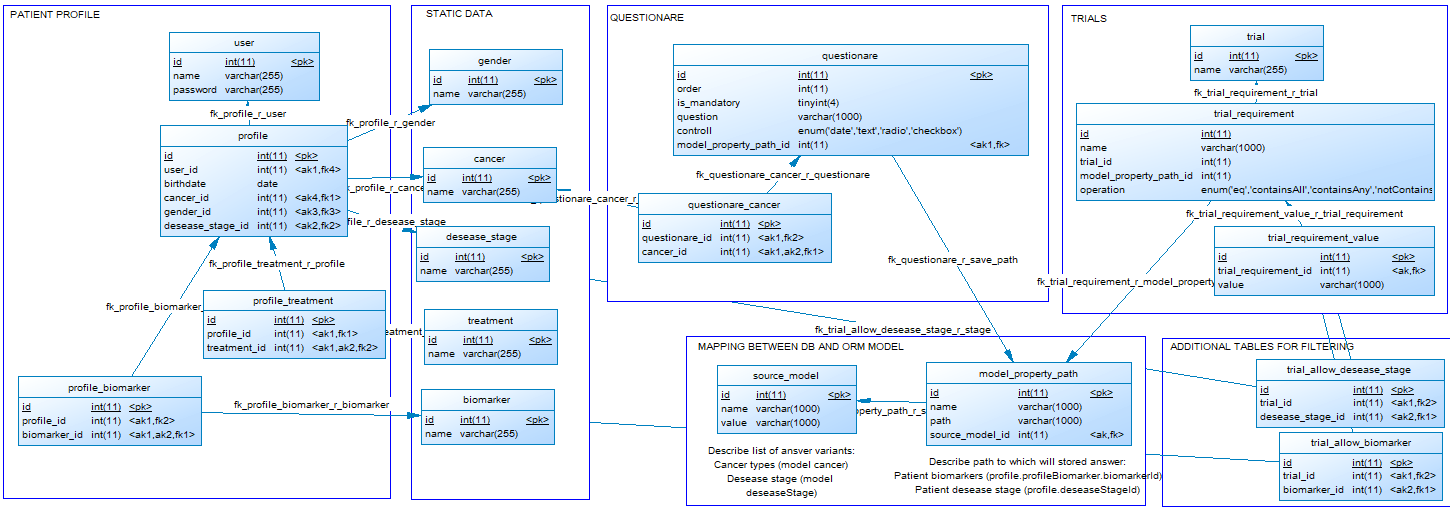 PATIENT PROFILE
user
id int(11) <pk>
name varchar(255)
password varchar(255)
fk_profile_r_user
profile
id int(11) <pk>
user_id int(11) <ak1,fk4>
birthdate date
cancer_id int(11) <ak4,fk1>
gender_id int(11) <ak3,fk3>
desease_stage_id int(11) <ak2,fk2>
fk_profile_treatment_r_profile
fk_profile_biomarker_
profile_treatment
id int(11) <pk>
profile_id int(11) <ak1,fk1>
treatment_id int(11) <ak1,ak2,fk2>
profile_biomarker
id int(11) <pk>
profile_id int(11) <ak1,fk2>
biomarker_id int(11) <ak1,ak2,fk1>
fk_profile_biomarker_r_biomarker
fk_profile_r_gender
k_profile_r_cance
file_r_desease_stage
eatment_
STATIC DATA
gender
id int(11) <pk>
name varchar(255)
cancer
id int(11) <pk>
name varchar(255)
desease_stage
id int(11) <pk>
name varchar(255)
treatment
id int(11) <pk>
name varchar(255)
biomarker
id int(11) <pk>
name varchar(255)
QUESTIONARE
questionare
id int(11) <pk>
order int(11)
is_mandatory tinyint(4)
question varchar(1000)
controll enum('date','text','radio','checkbox')
model_property_path_id int(11) <ak1,fk>
fk_questionare_cancer_r_questionare
uestionare_cancer_r_
questionare_cancer
id int(11) <pk>
questionare_id int(11) <ak1,fk2>
cancer_id int(11) <ak1,ak2,fk1>
fk_questionare_r_save_path
fk_trial_allow_desease_stage_r_stage
TRIALS
trial
id int(11) <pk>
name varchar(255)
fk_trial_requirement_r_trial
trial_requirement
id int(11)
name varchar(1000)
trial_id int(11)
model_property_path_id int(11)
operation enum('eq','containsAll','containsAny','notContains
fk_trial_requirement_value_r_trial_requirement
trial_requirement_value
id int(11) <pk>
trial_requirement_id int(11) <ak,fk>
value varchar(1000)
fk_trial_requirement_r_model_property
MAPPING BETWEEN DB AND ORM MODEL
source_model
id int(11) <pk>
name varchar(1000)
value varchar(1000)
operty_path_r_s
model_property_path
id int(11) <pk>
name varchar(1000)
path varchar(1000)
source_model_id int(11) <ak,fk>
Describe list of answer variants:
Cancer types (model cancer)
Desease stage (model
deseaseStage)
Describe path to which will stored answer:
Patient biomarkers (profile.profileBiomarker.biomarkerId)
Patient desease stage (profile.deseaseStageId)
ADDITIONAL TABLES FOR FILTERING
trial_allow_desease_stage
id int(11) <pk>
trial_id int(11) <ak1,fk2>
desease_stage_id int(11) <ak2,fk1>
trial_allow_biomarker
id int(11) <pk>
trial_id int(11) <ak1,fk2>
biomarker_id int(11) <ak2,fk1>